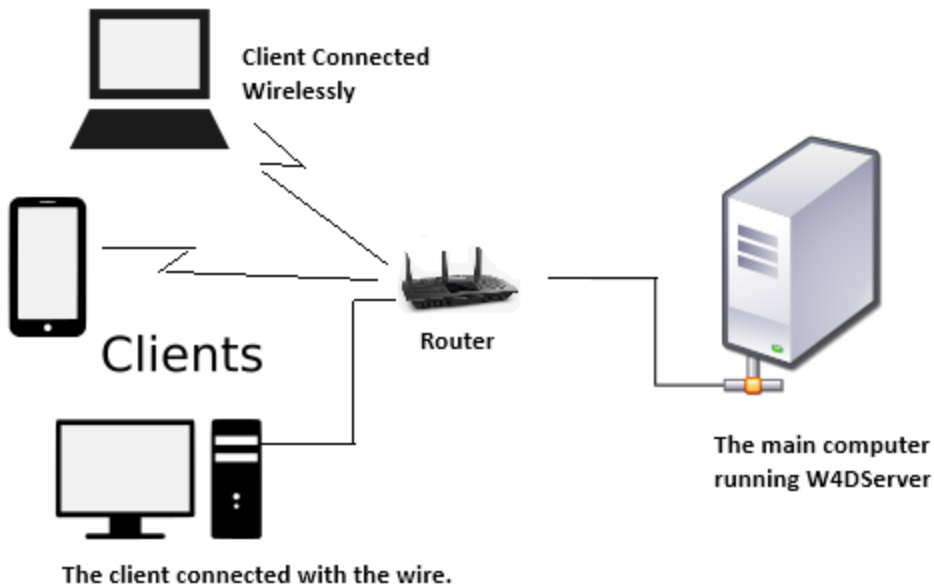 Client Connected
Wirelessly
Router
Clients
The main computer
running W4DServer
The client connected with the wire.